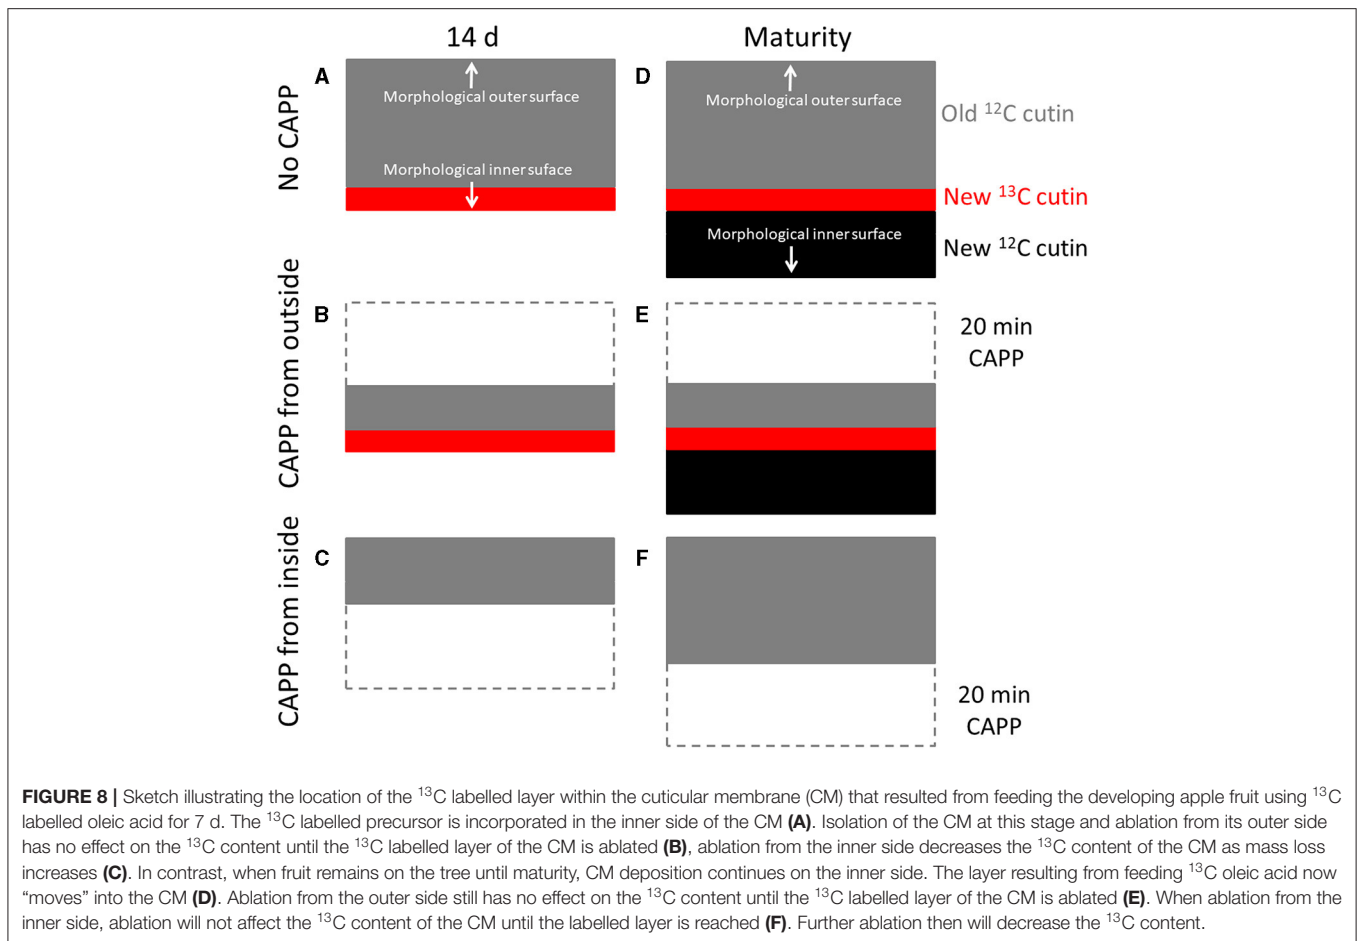 14 d
Maturity
No CAPP
A
Morphological outer surface
Morphological inner suface
D
Morphological outer surface
Morphological inner surface
Old ¹²C cutin
New ¹³C cutin
New ¹²C cutin
CAPP from outside
B
E
20 min
CAPP
CAPP from inside
C
F
20 min
CAPP
FIGURE 8 | Sketch illustrating the location of the ¹³C labelled layer within the cuticular membrane (CM) that resulted from feeding the developing apple fruit using ¹³C
labelled oleic acid for 7 d. The ¹³C labelled precursor is incorporated in the inner side of the CM (A). Isolation of the CM at this stage and ablation from its outer side
has no effect on the ¹³C content until the ¹³C labelled layer of the CM is ablated (B), ablation from the inner side decreases the ¹³C content of the CM as mass loss
increases (C). In contrast, when fruit remains on the tree until maturity, CM deposition continues on the inner side. The layer resulting from feeding ¹³C oleic acid now
“moves” into the CM (D). Ablation from the outer side still has no effect on the ¹³C content until the ¹³C labelled layer of the CM is ablated (E). When ablation from the
inner side, ablation will not affect the ¹³C content of the CM until the labelled layer is reached (F). Further ablation then will decrease the ¹³C content.